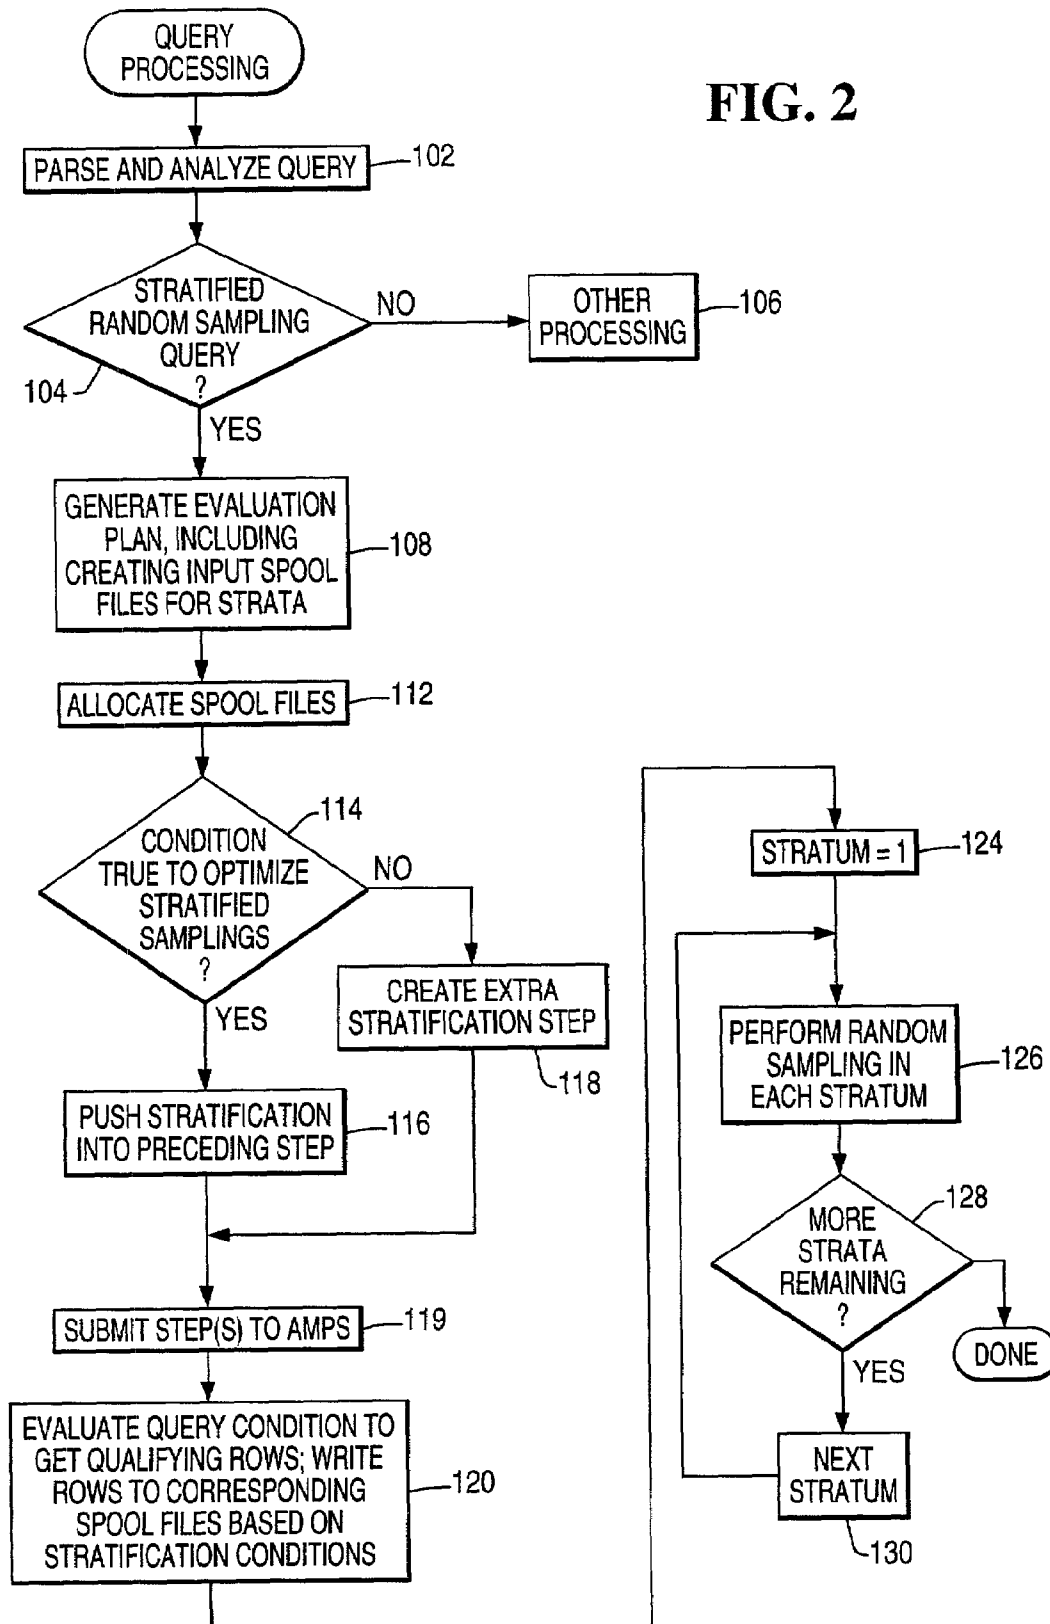 QUERY
PROCESSING
FIG. 2
PARSE AND ANALYZE QUERY
102
STRATIFIED
RANDOM SAMPLING
QUERY
?
104
NO
OTHER
PROCESSING
106
YES
GENERATE EVALUATION
PLAN, INCLUDING
CREATING INPUT SPOOL
FILES FOR STRATA
108
ALLOCATE SPOOL FILES
112
CONDITION
TRUE TO OPTIMIZE
STRATIFIED
SAMPLINGS
?
114
NO
CREATE EXTRA
STRATIFICATION STEP
118
YES
PUSH STRATIFICATION
INTO PRECEDING STEP
116
SUBMIT STEP(S) TO AMPS
119
EVALUATE QUERY CONDITION TO
GET QUALIFYING ROWS; WRITE
ROWS TO CORRESPONDING
SPOOL FILES BASED ON
STRATIFICATION CONDITIONS
120
STRATUM = 1
124
PERFORM RANDOM
SAMPLING IN
EACH STRATUM
126
MORE
STRATA
REMAINING
?
128
DONE
YES
NEXT
STRATUM
130